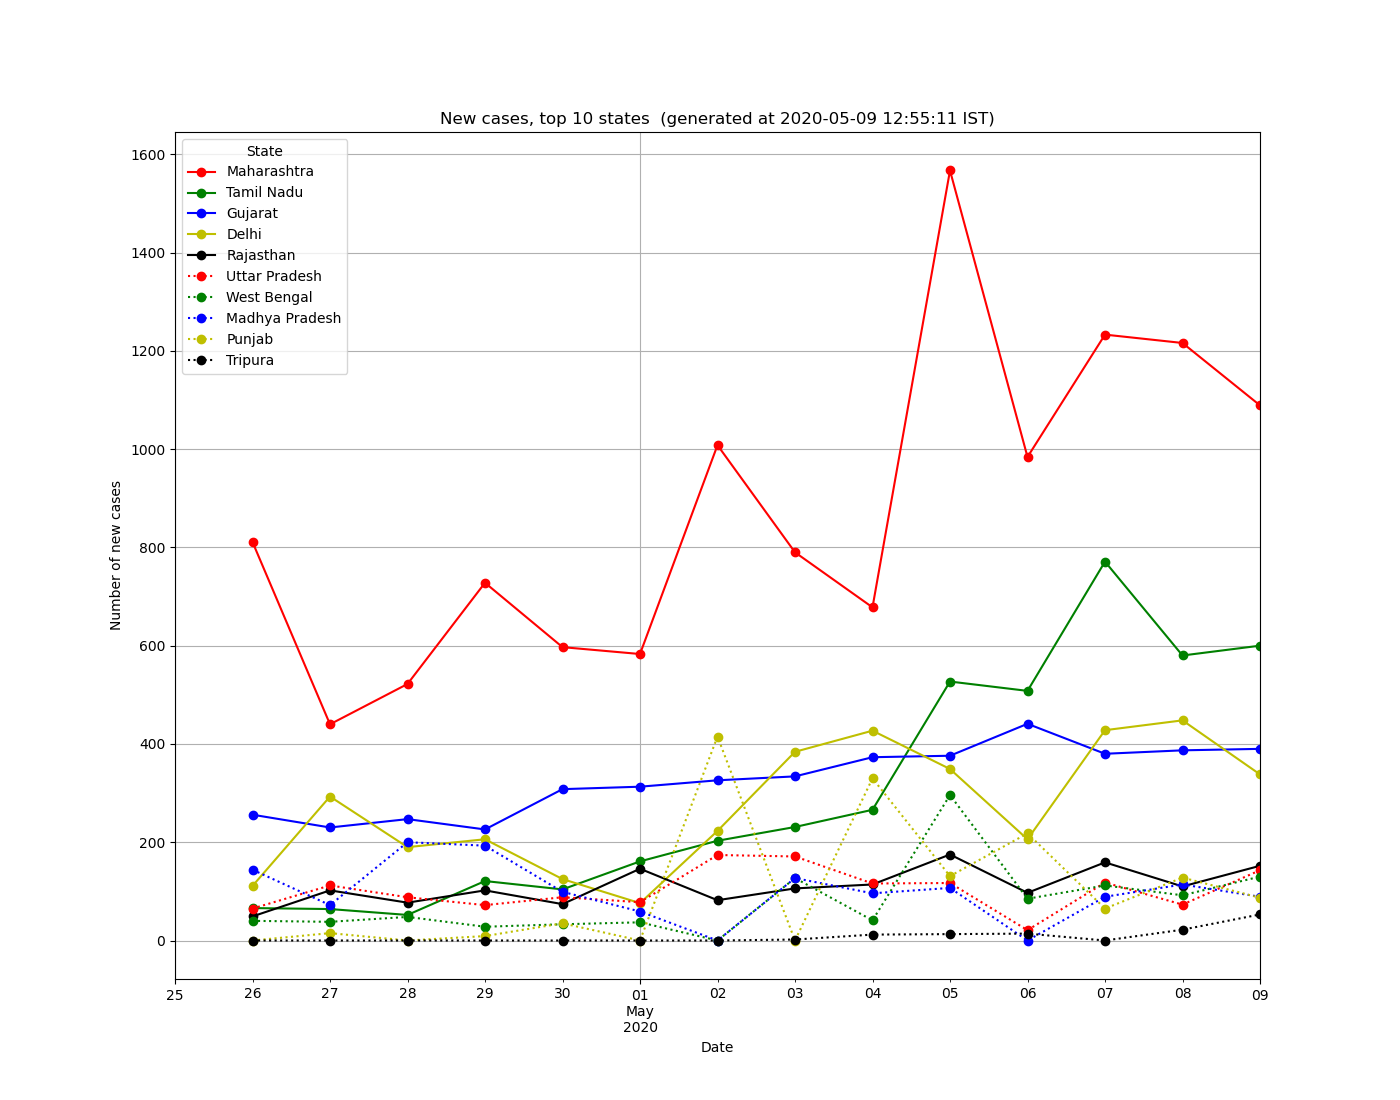 New cases, top 10 states  (generated at 2020-05-09 12:55:11 IST)
State
Maharashtra
Tamil Nadu
Gujarat
Delhi
Rajasthan
Uttar Pradesh
West Bengal
Madhya Pradesh
Punjab
Tripura
1600
1400
1200
1000
800
600
400
200
0
Number of new cases
25 26 27 28 29 30 01 02 03 04 05 06 07 08 09
May
2020
Date